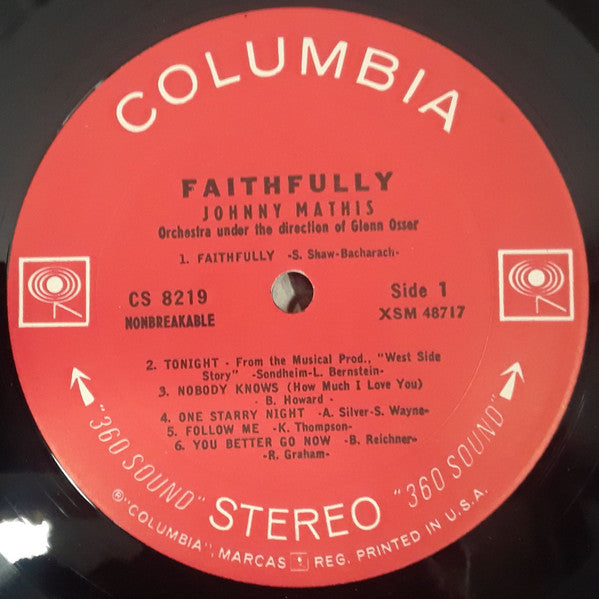 COLUMBIA
FAITHFULLY
JOHNNY MATHIS
Orchestra under the direction of Glenn Osser
1. FAITHFULLY -S. Shaw-Bacharach-
CS 8219
NONBREAKABLE
Side 1
XSM 48717
2. TONIGHT - From the Musical Prod., "West Side
Story" -Sondheim-L. Bernstein-
3. NOBODY KNOWS (How Much I Love You)
- B. Howard -
4. ONE STARRY NIGHT -A. Silver-S. Wayne-
5. FOLLOW ME -K. Thompson-
6. YOU BETTER GO NOW -B. Reichner-
-R. Graham-
"360 SOUND" STEREO "360 SOUND"
®"COLUMBIA", MARCAS REG. PRINTED IN U.S.A.